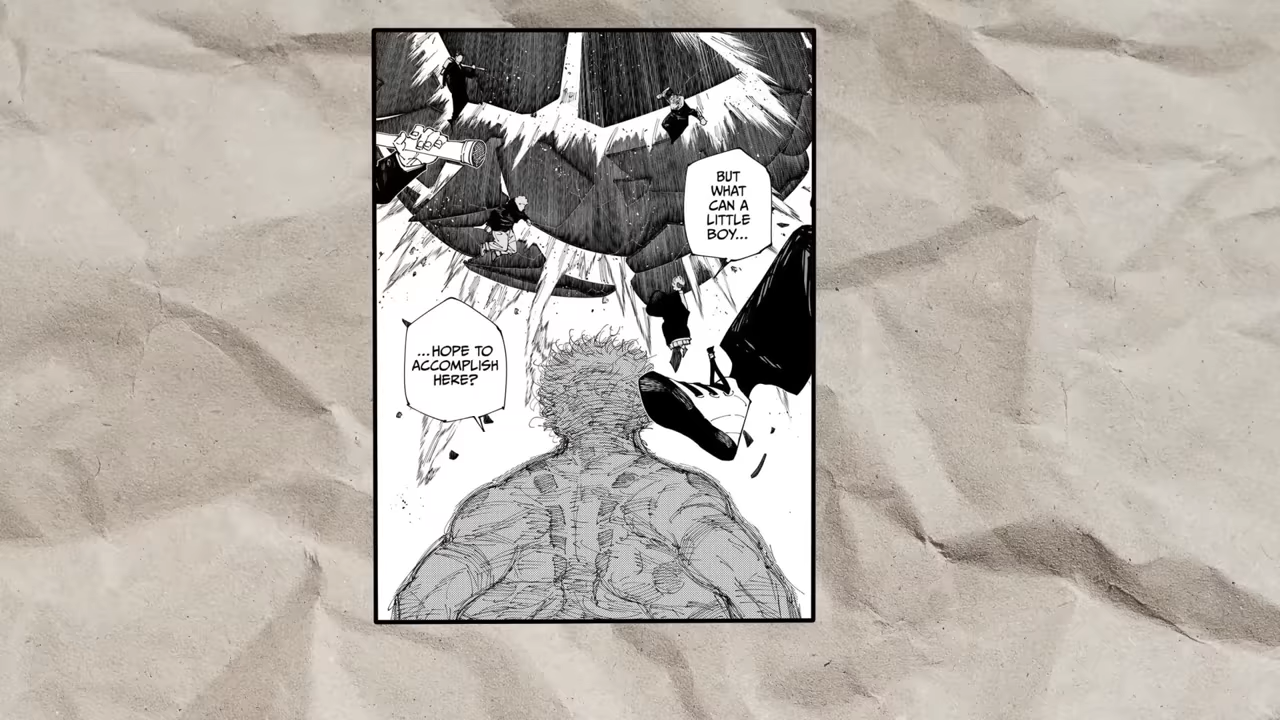 BUT
WHAT
CAN A
LITTLE
BOY...
...HOPE TO
ACCOMPLISH
HERE?